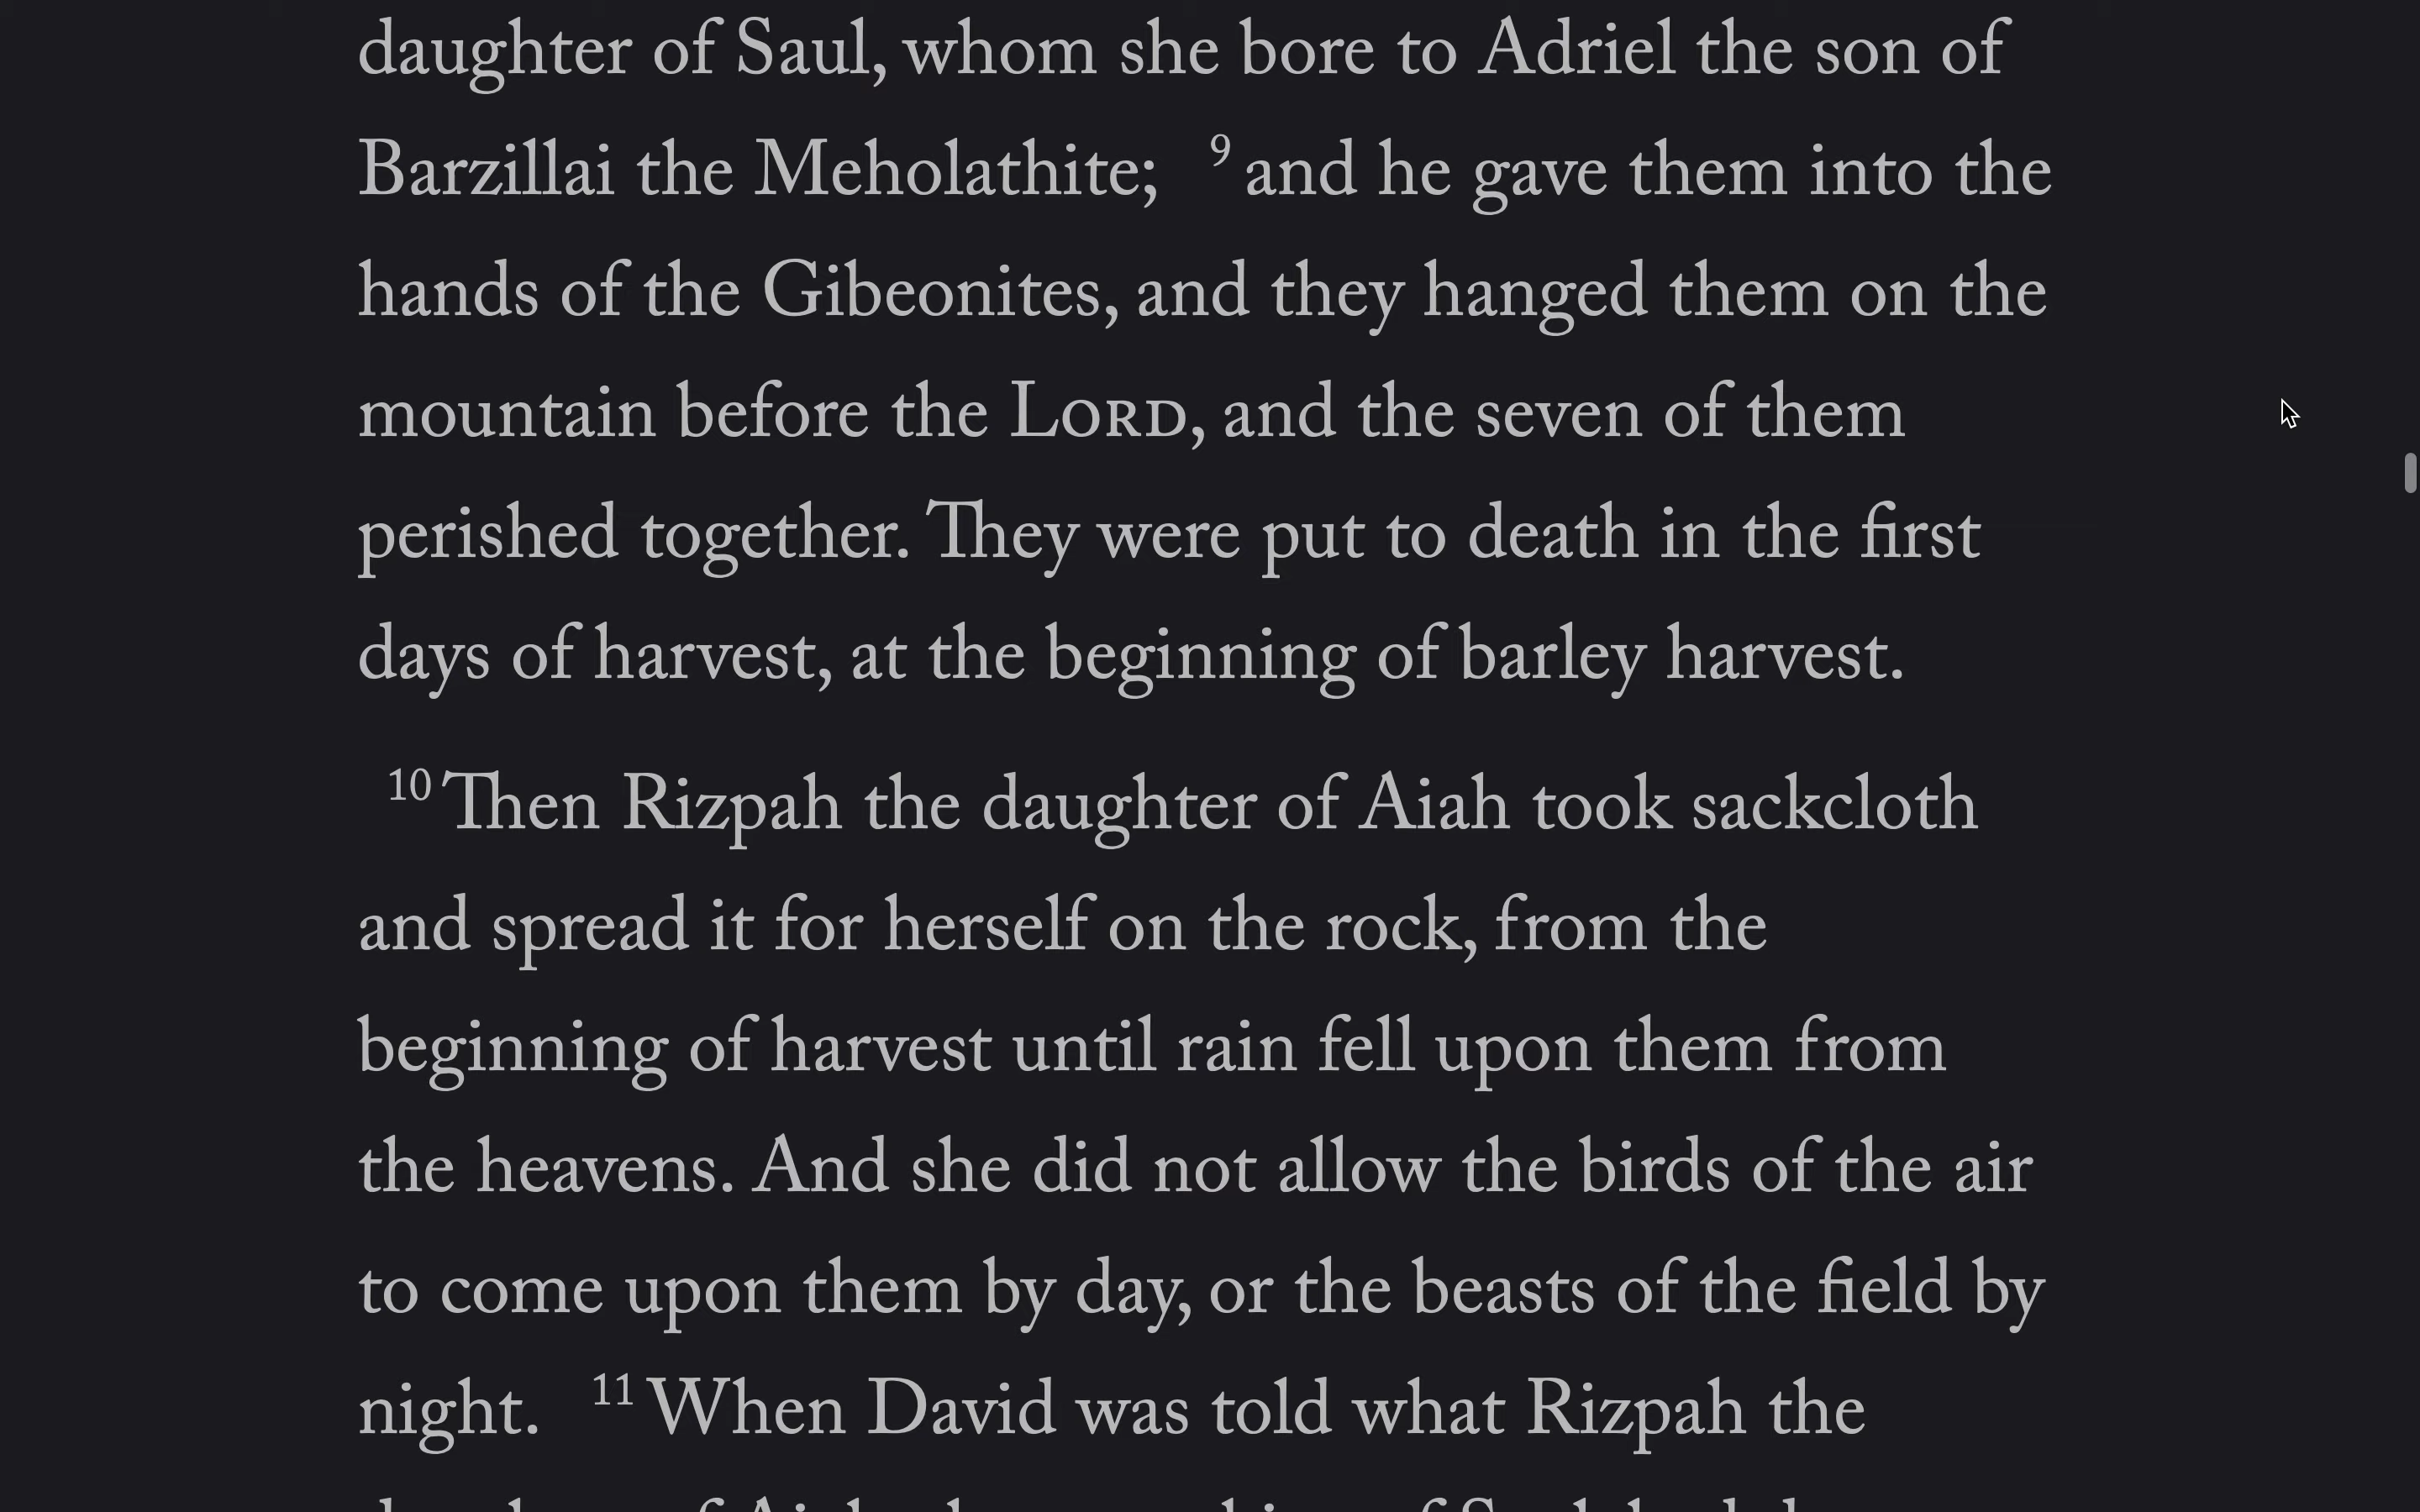 daughter of Saul, whom she bore to Adriel the son of
Barzillai the Meholathite; 9 and he gave them into the
hands of the Gibeonites, and they hanged them on the
mountain before the LORD, and the seven of them
perished together. They were put to death in the first
days of harvest, at the beginning of barley harvest.
10 Then Rizpah the daughter of Aiah took sackcloth
and spread it for herself on the rock, from the
beginning of harvest until rain fell upon them from
the heavens. And she did not allow the birds of the air
to come upon them by day, or the beasts of the field by
night. 11 When David was told what Rizpah the